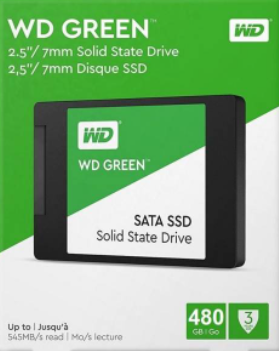 WD GREEN™
WD
2.5"/ 7mm Solid State Drive
2,5"/ 7mm Disque SSD
WD
WD GREEN™
SATA SSD
Solid State Drive
Up to | Jusqu'à
545MB/s read | Mo/s lecture
480
GB | Go
3